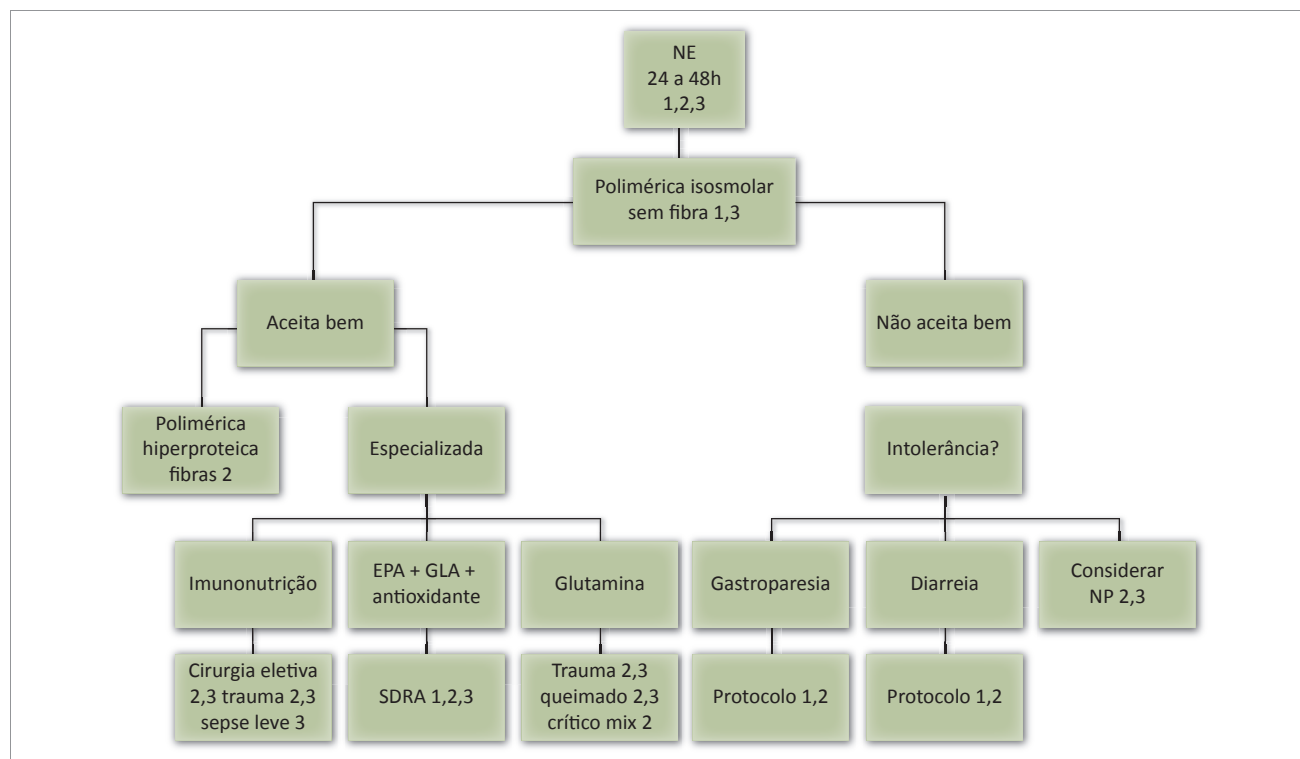 NE
24 a 48h
1,2,3
Polimérica isosmolar
sem fibra 1,3
Aceita bem
Não aceita bem
Polimérica
hiperproteica
fibras 2
Especializada
Intolerância?
Imunonutrição
EPA + GLA +
antioxidante
Glutamina
Gastroparesia
Diarreia
Considerar
NP 2,3
Cirurgia eletiva
2,3 trauma 2,3
sepse leve 3
SDRA 1,2,3
Trauma 2,3
queimado 2,3
crítico mix 2
Protocolo 1,2
Protocolo 1,2